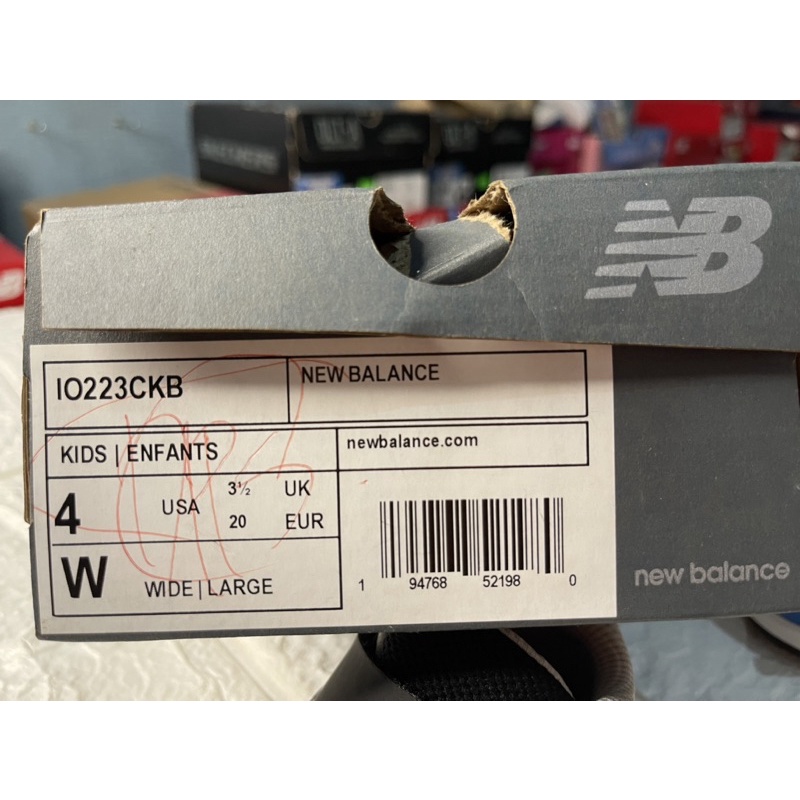 SKECHERS
NB
IO223CKB
NEW BALANCE
KIDS | ENFANTS
newbalance.com
4 USA 3½ UK
20 EUR
W WIDE | LARGE
1 94768 52198 0
new balance